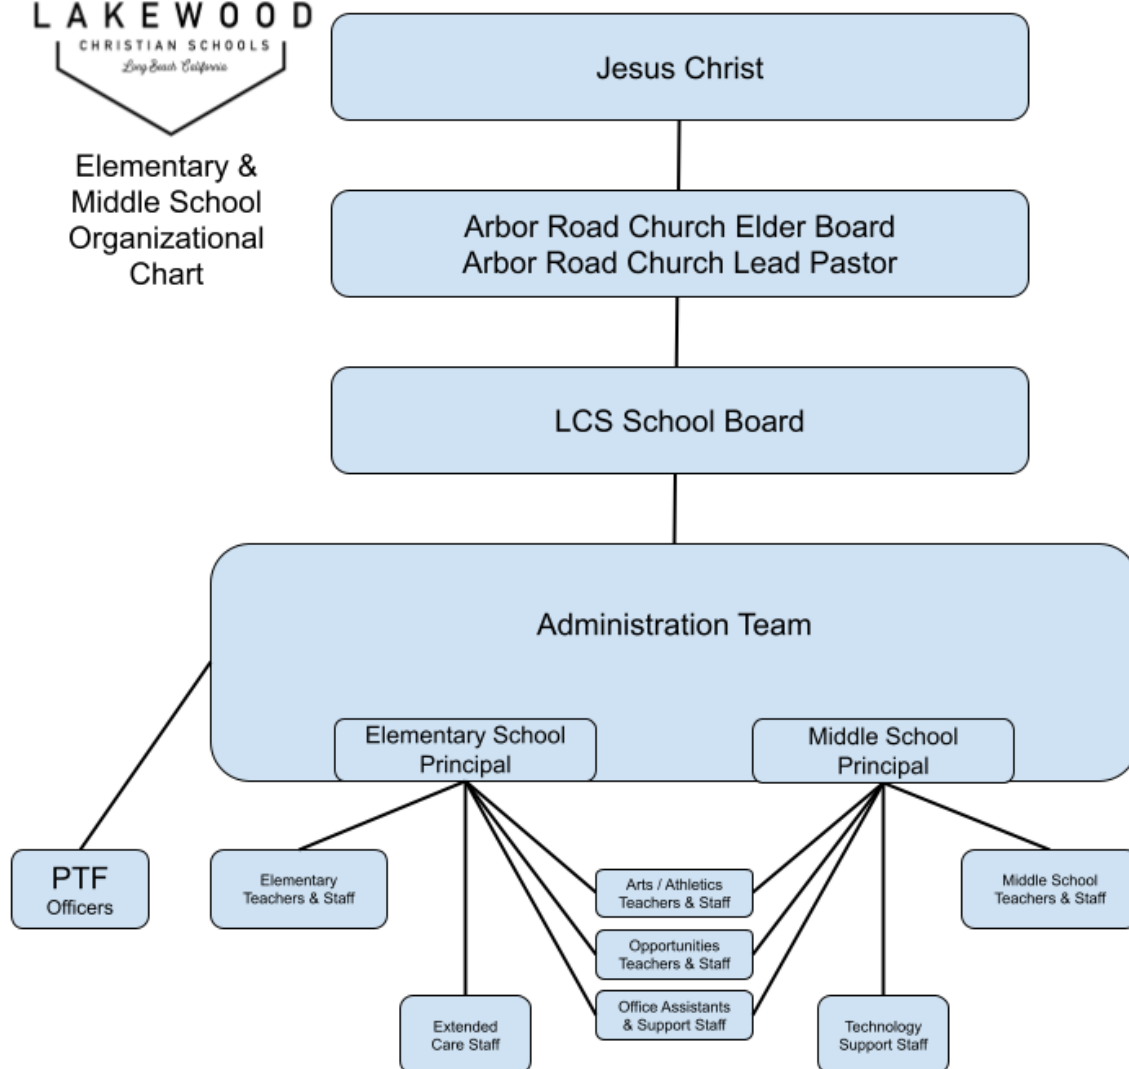 LAKEWOOD
CHRISTIAN SCHOOLS
Long Beach California
Elementary &
Middle School
Organizational
Chart
Jesus Christ
Arbor Road Church Elder Board
Arbor Road Church Lead Pastor
LCS School Board
Administration Team
Elementary School
Principal
Middle School
Principal
PTF
Officers
Elementary
Teachers & Staff
Arts / Athletics
Teachers & Staff
Middle School
Teachers & Staff
Opportunities
Teachers & Staff
Office Assistants
& Support Staff
Extended
Care Staff
Technology
Support Staff